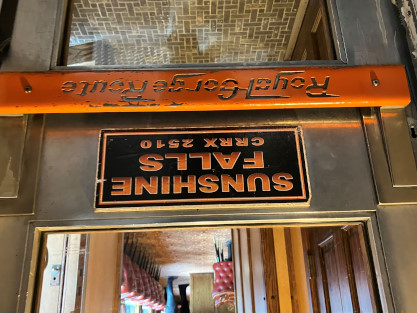 SUNSHINE
FALLS
CRRX 2510
Royal Gorge Route